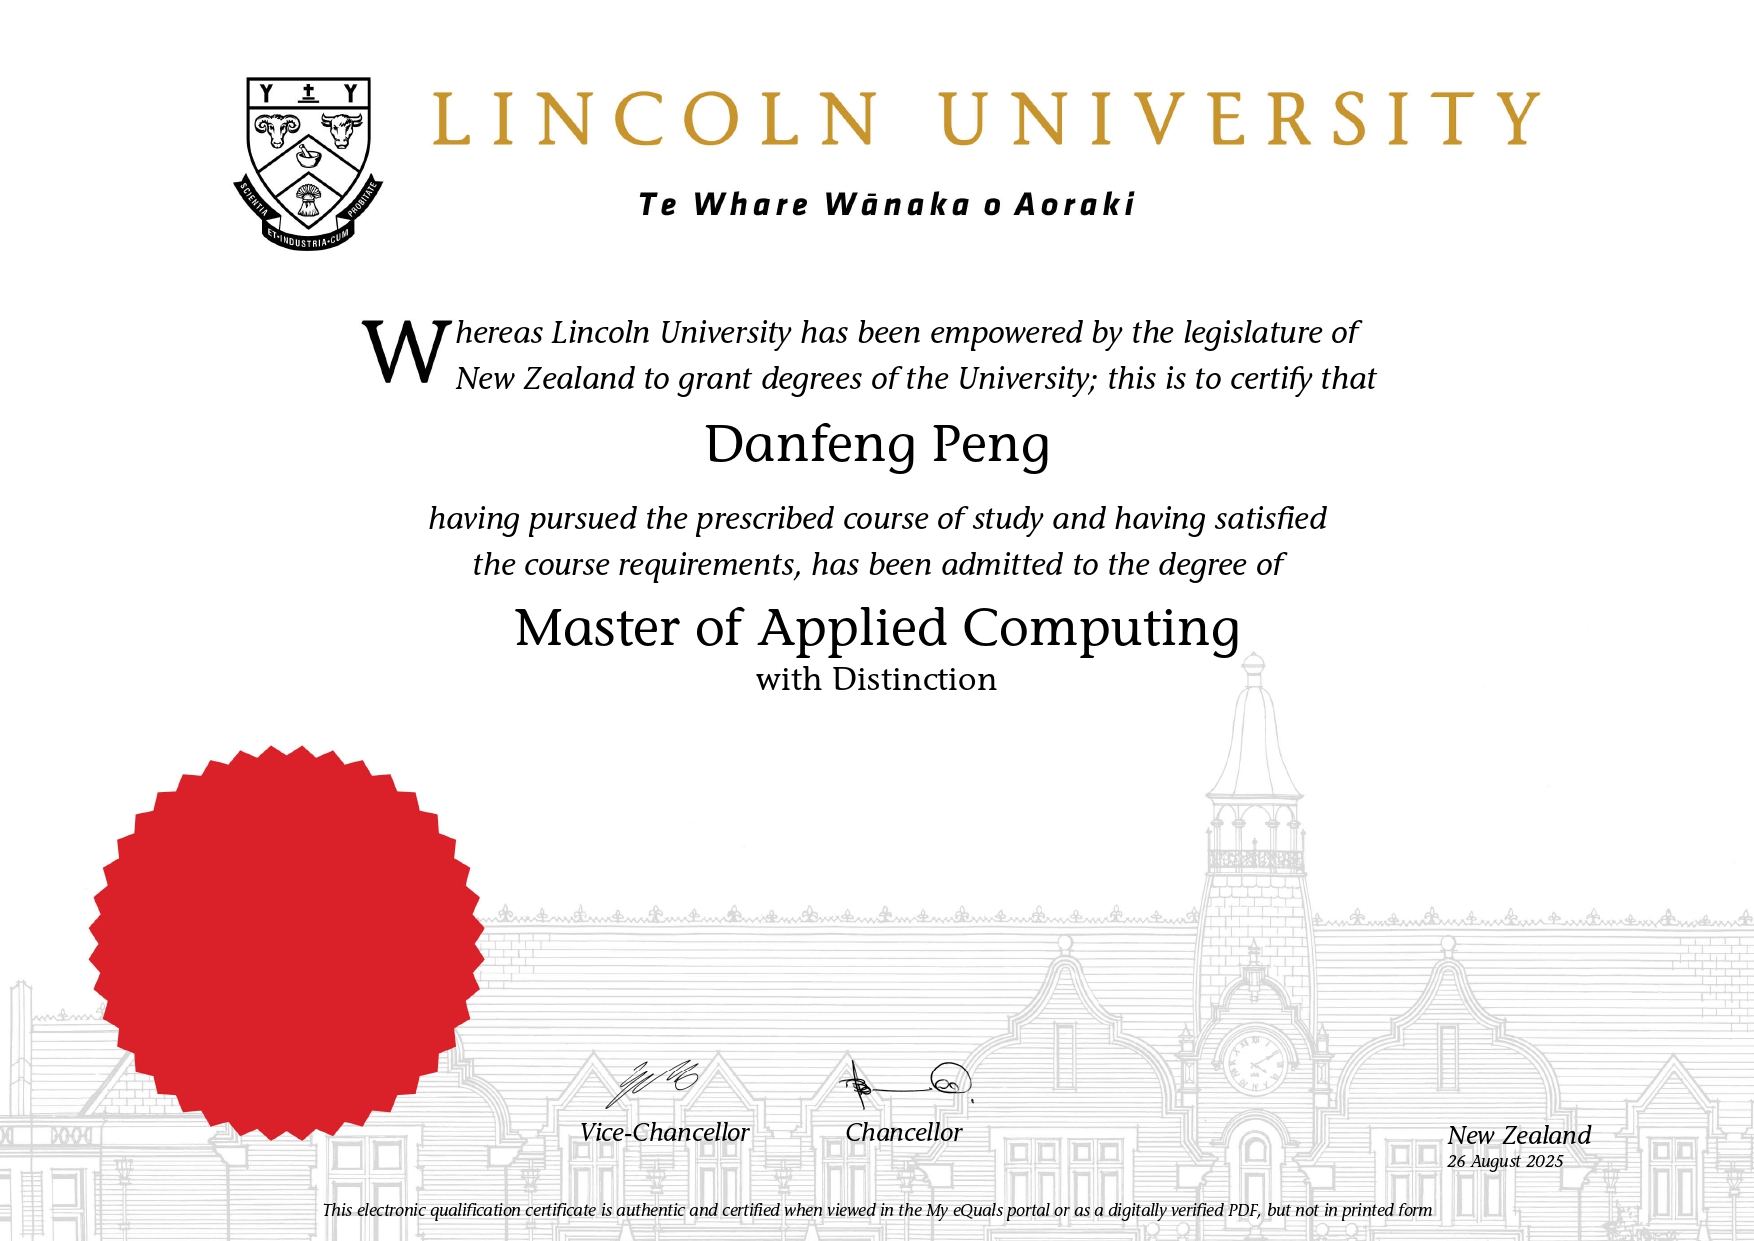 Y ± Y
SCIENTIA
ET·INDUSTRIA·CUM
PROBITATE
LINCOLN UNIVERSITY
Te Whare Wānaka o Aoraki
Whereas Lincoln University has been empowered by the legislature of
New Zealand to grant degrees of the University; this is to certify that
Danfeng Peng
having pursued the prescribed course of study and having satisfied
the course requirements, has been admitted to the degree of
Master of Applied Computing
with Distinction
Vice-Chancellor
Chancellor
New Zealand
26 August 2025
This electronic qualification certificate is authentic and certified when viewed in the My eQuals portal or as a digitally verified PDF, but not in printed form